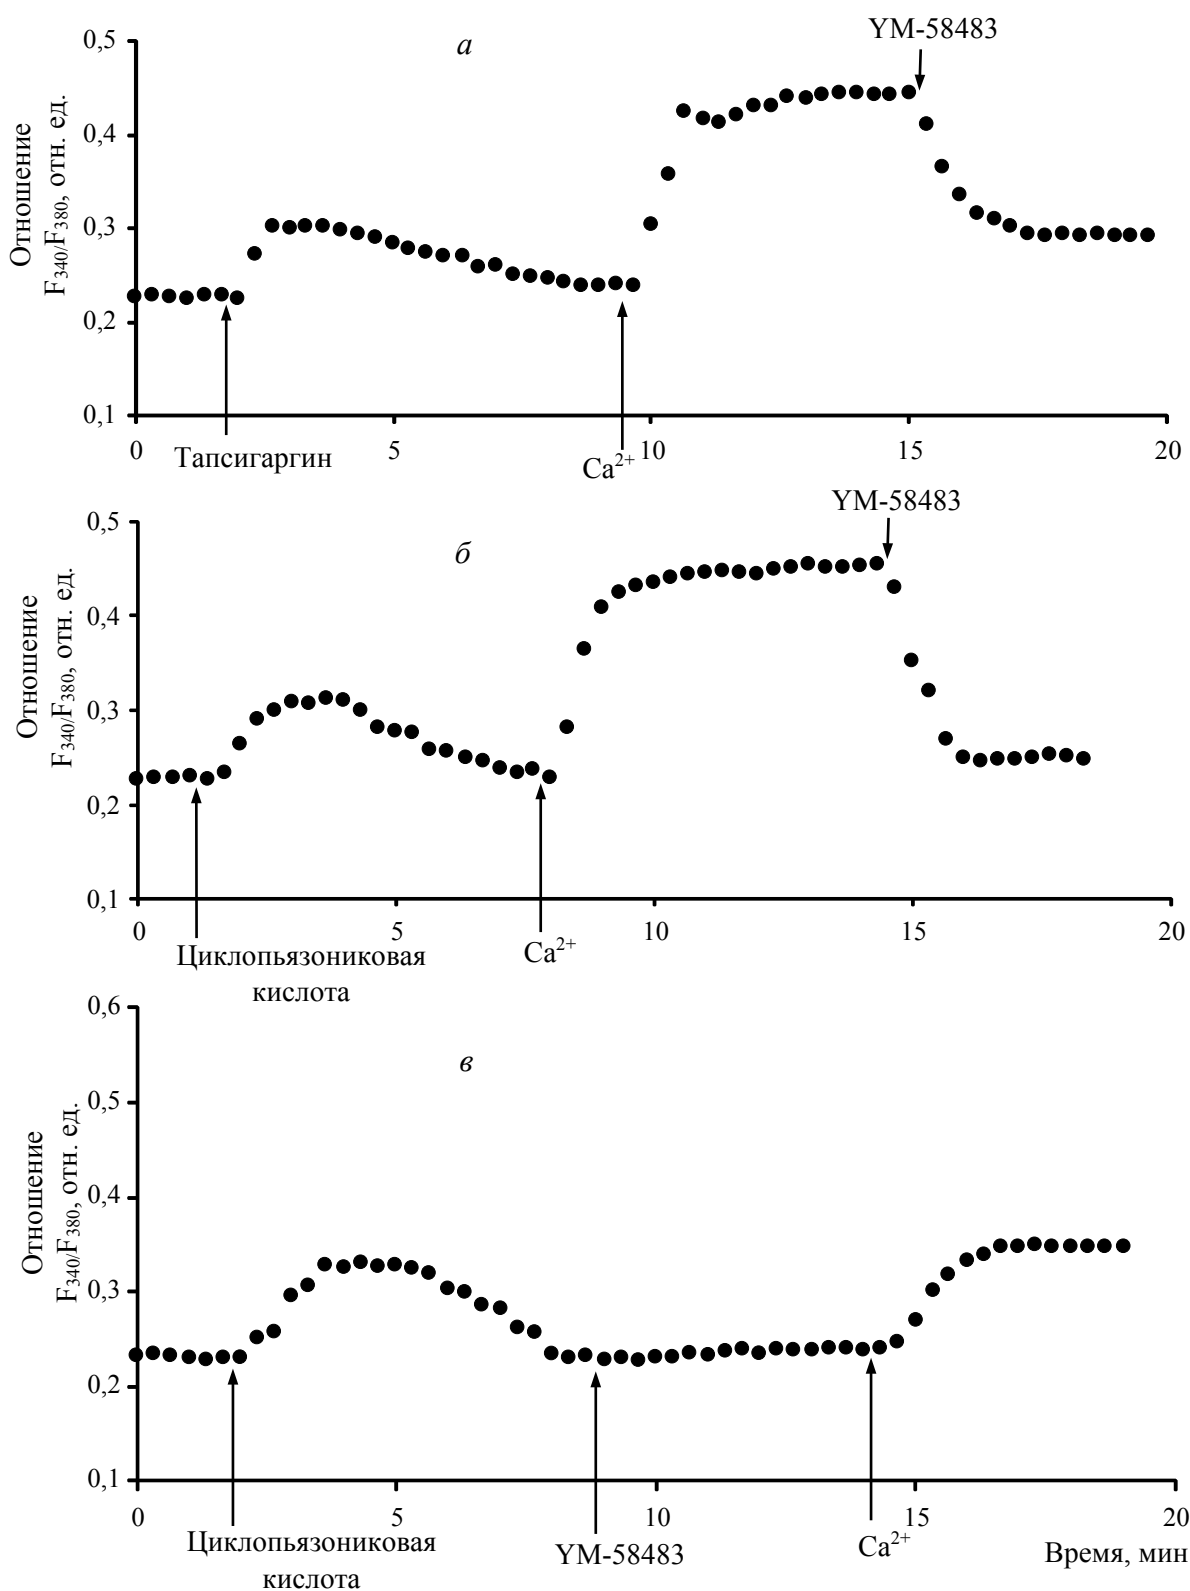 YM-58483
0,5
а
0,4
0,3
0,2
0,1
Отношение
F340/F380, отн. ед.
0
5
10
15
20
Тапсигаргин
Ca2+
YM-58483
0,5
б
0,4
0,3
0,2
0,1
Отношение
F340/F380, отн. ед.
0
5
10
15
20
Циклопьязониковая
кислота
Ca2+
0,6
в
0,5
0,4
0,3
0,2
0,1
Отношение
F340/F380, отн. ед.
0
5
10
15
20
Циклопьязониковая
кислота
YM-58483
Ca2+
Время, мин